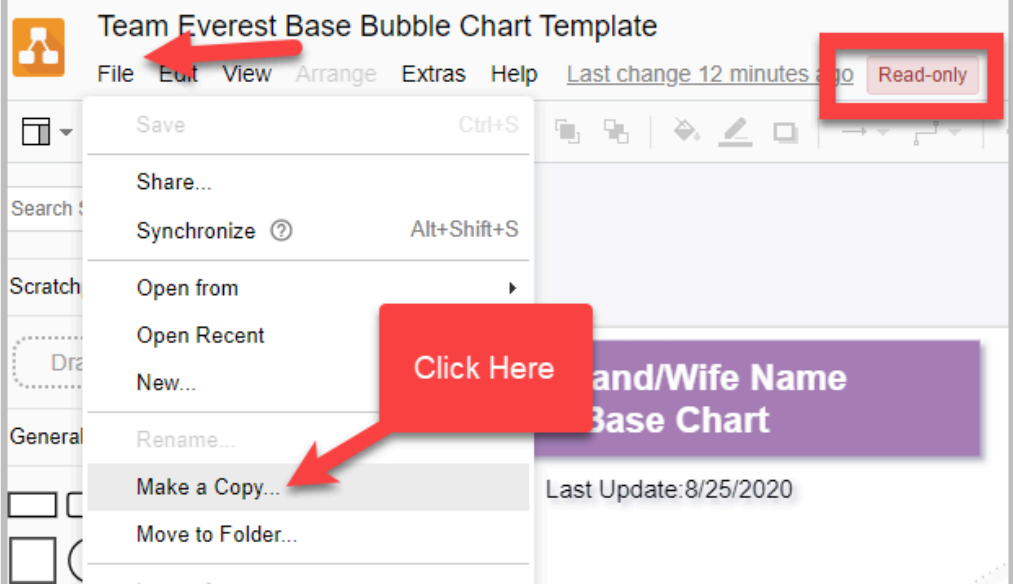 Team Everest Base Bubble Chart Template
File Edit View Arrange Extras Help Last change 12 minutes ago Read-only
Save Ctrl+S
Share...
Search
Synchronize ? Alt+Shift+S
Scratch
Open from
Open Recent
Click Here
New...
and/Wife Name
Base Chart
General
Rename...
Make a Copy...
Last Update:8/25/2020
Move to Folder...